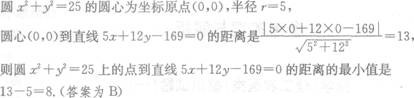 圆 x²+y²=25 的圆心为坐标原点(0,0),半径 r=5,
圆心(0,0)到直线 5x+12y-169=0 的距离是 |5×0+12×0-169|/√(5²+12²) =13,
则圆 x²+y²=25 上的点到直线 5x+12y-169=0 的距离的最小值是
13-5=8.(答案为 B)